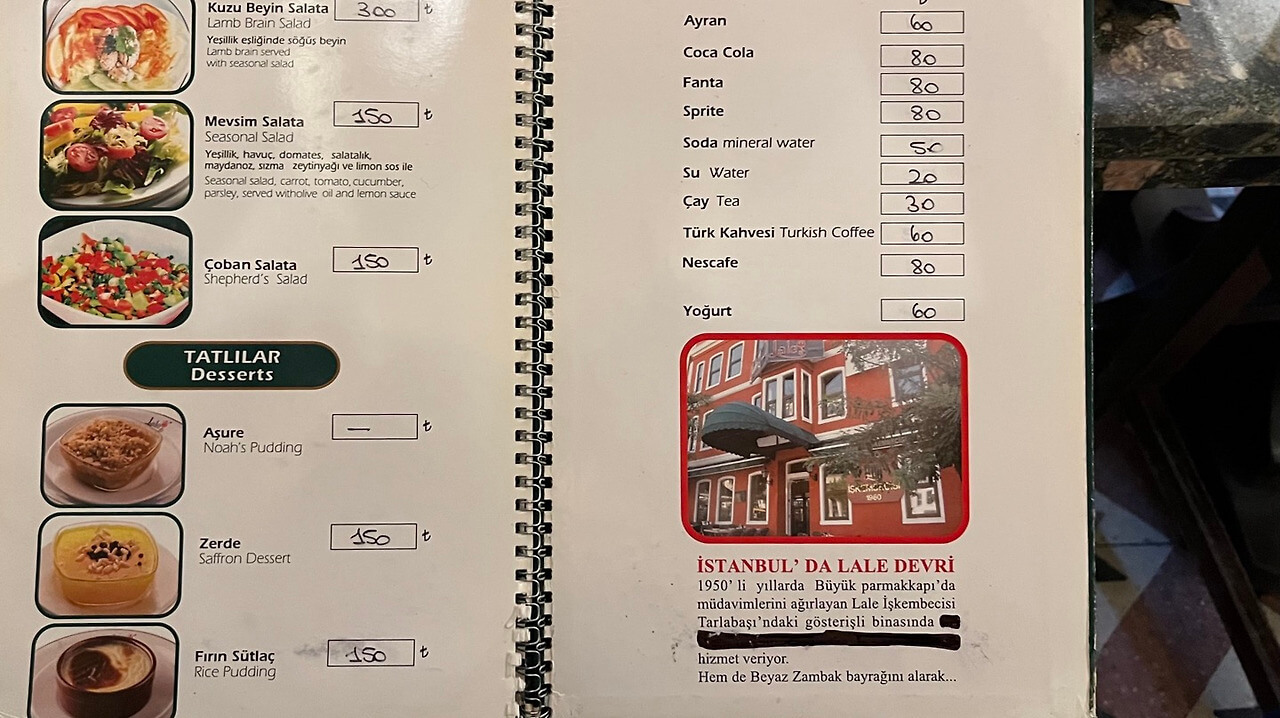 Kuzu Beyin Salata 300 ₺
Lamb Brain Salad
Yeşillik eşliğinde söğüş beyin
Lamb brain served
with seasonal salad
Mevsim Salata 150 ₺
Seasonal Salad
Yeşillik, havuç, domates, salatalık,
maydanoz, sızma zeytinyağı ve limon sos ile
Seasonal salad, carrot, tomato, cucumber,
parsley, served witholive oil and lemon sauce
Çoban Salata 150 ₺
Shepherd's Salad
TATLILAR
Desserts
Aşure — ₺
Noah's Pudding
Zerde 150 ₺
Saffron Dessert
Fırın Sütlaç 150 ₺
Rice Pudding
Ayran 60
Coca Cola 80
Fanta 80
Sprite 80
Soda mineral water 50
Su Water 20
Çay Tea 30
Türk Kahvesi Turkish Coffee 60
Nescafe 80
Yoğurt 60
İŞKEMBECİSİ
1960
İSTANBUL' DA LALE DEVRİ
1950' li yıllarda Büyük parmakkapı'da
müdavimlerini ağırlayan Lale İşkembecisi
Tarlabaşı'ndaki gösterişli binasında
hizmet veriyor.
Hem de Beyaz Zambak bayrağını alarak...